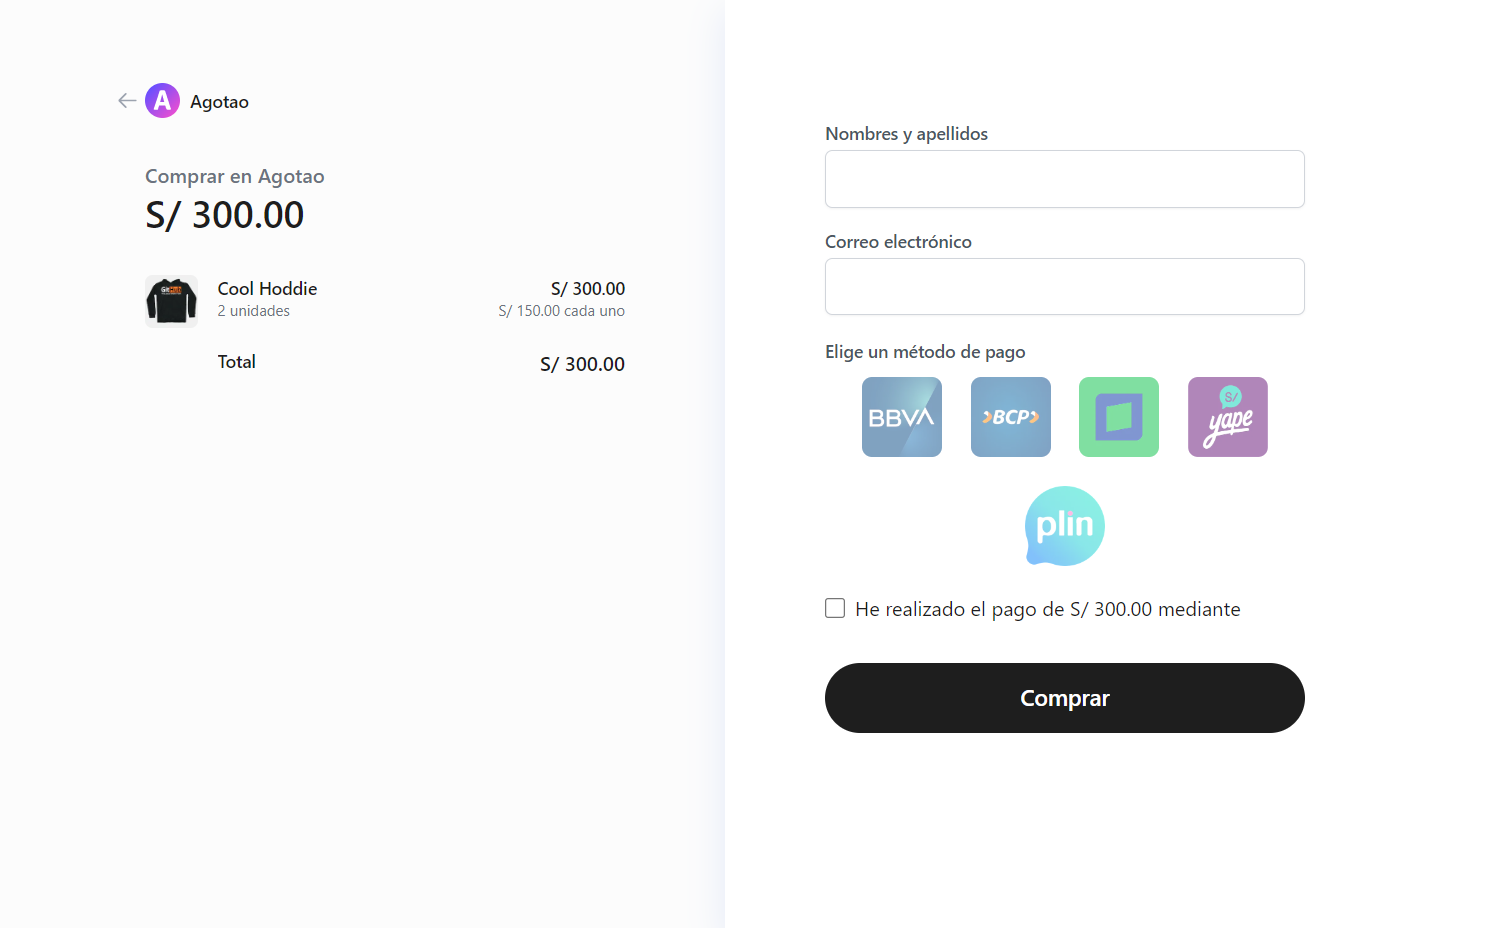 A Agotao
Comprar en Agotao
S/ 300.00
Cool Hoddie S/ 300.00
2 unidades S/ 150.00 cada uno
Total S/ 300.00
Nombres y apellidos
Correo electrónico
Elige un método de pago
BBVA BCP S/ yape
plin
He realizado el pago de S/ 300.00 mediante
Comprar